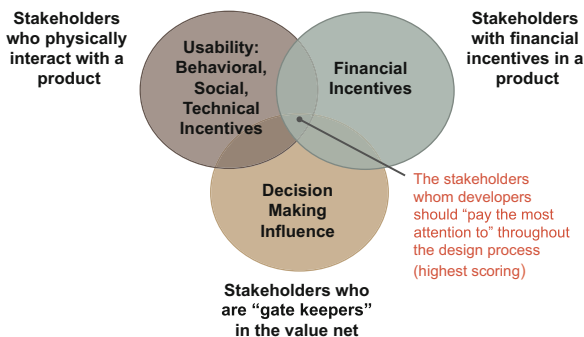 Stakeholders
who physically
interact with a
product
Usability:
Behavioral,
Social,
Technical
Incentives
Financial
Incentives
Stakeholders
with financial
incentives in a
product
Decision
Making
Influence
The stakeholders
whom developers
should “pay the most
attention to” throughout
the design process
(highest scoring)
Stakeholders who
are “gate keepers”
in the value net